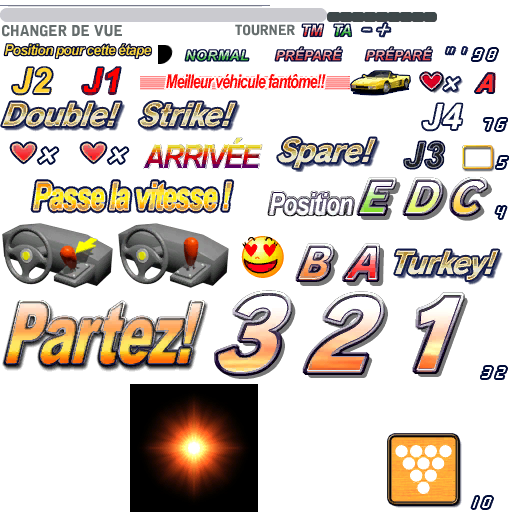 CHANGER DE VUE
TOURNER TM TA - +
Position pour cette étape
NORMAL PRÉPARÉ PRÉPARÉ " ' 98
J2 J1
Meilleur véhicule fantôme!!
x A
Double! Strike!
J4 76
x x ARRIVÉE
Spare! J3 5
Passe la vitesse !
Position E D C 4
B A Turkey!
Partez! 3 2 1
32
10